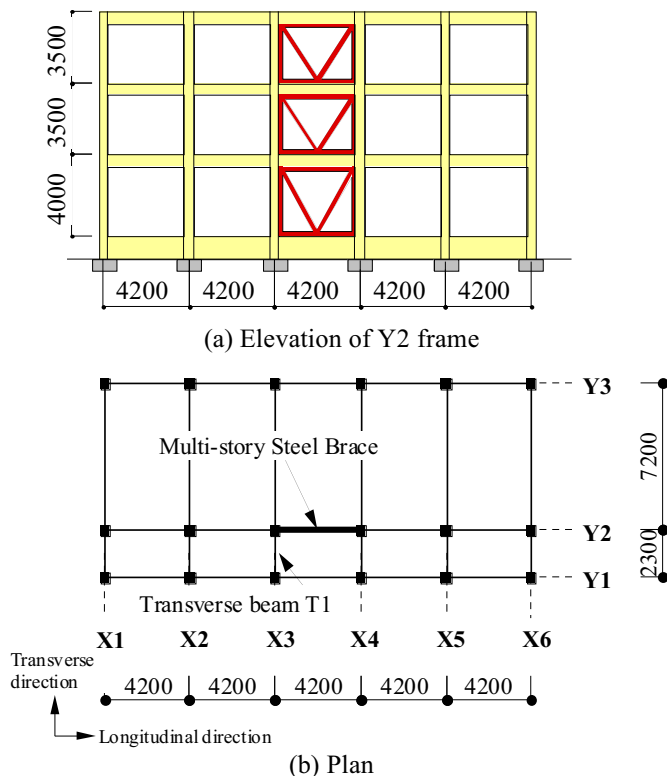 3500
3500
4000
4200 4200 4200 4200 4200
(a) Elevation of Y2 frame
Y3
Multi-story Steel Brace
7200
Y2
2300
Y1
Transverse beam T1
X1 X2 X3 X4 X5 X6
Transverse
direction
4200 4200 4200 4200 4200
Longitudinal direction
(b) Plan